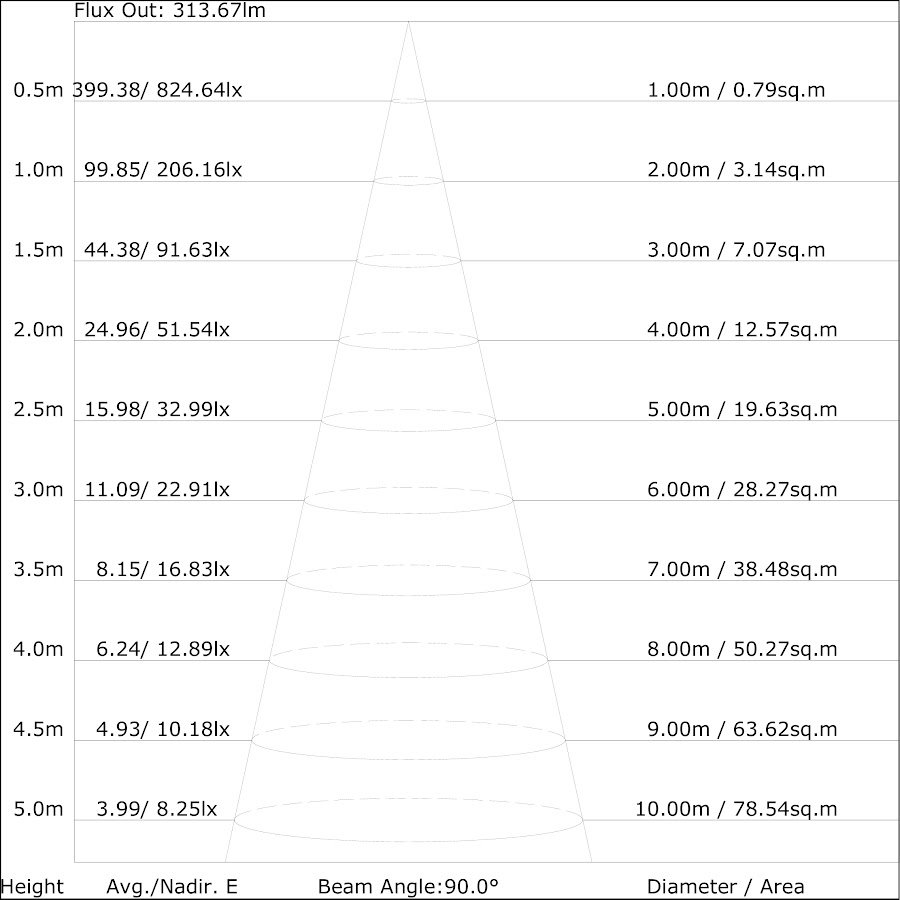 Flux Out: 313.67lm
0.5m 399.38/ 824.64lx 1.00m / 0.79sq.m
1.0m 99.85/ 206.16lx 2.00m / 3.14sq.m
1.5m 44.38/ 91.63lx 3.00m / 7.07sq.m
2.0m 24.96/ 51.54lx 4.00m / 12.57sq.m
2.5m 15.98/ 32.99lx 5.00m / 19.63sq.m
3.0m 11.09/ 22.91lx 6.00m / 28.27sq.m
3.5m 8.15/ 16.83lx 7.00m / 38.48sq.m
4.0m 6.24/ 12.89lx 8.00m / 50.27sq.m
4.5m 4.93/ 10.18lx 9.00m / 63.62sq.m
5.0m 3.99/ 8.25lx 10.00m / 78.54sq.m
Height Avg./Nadir. E Beam Angle:90.0° Diameter / Area